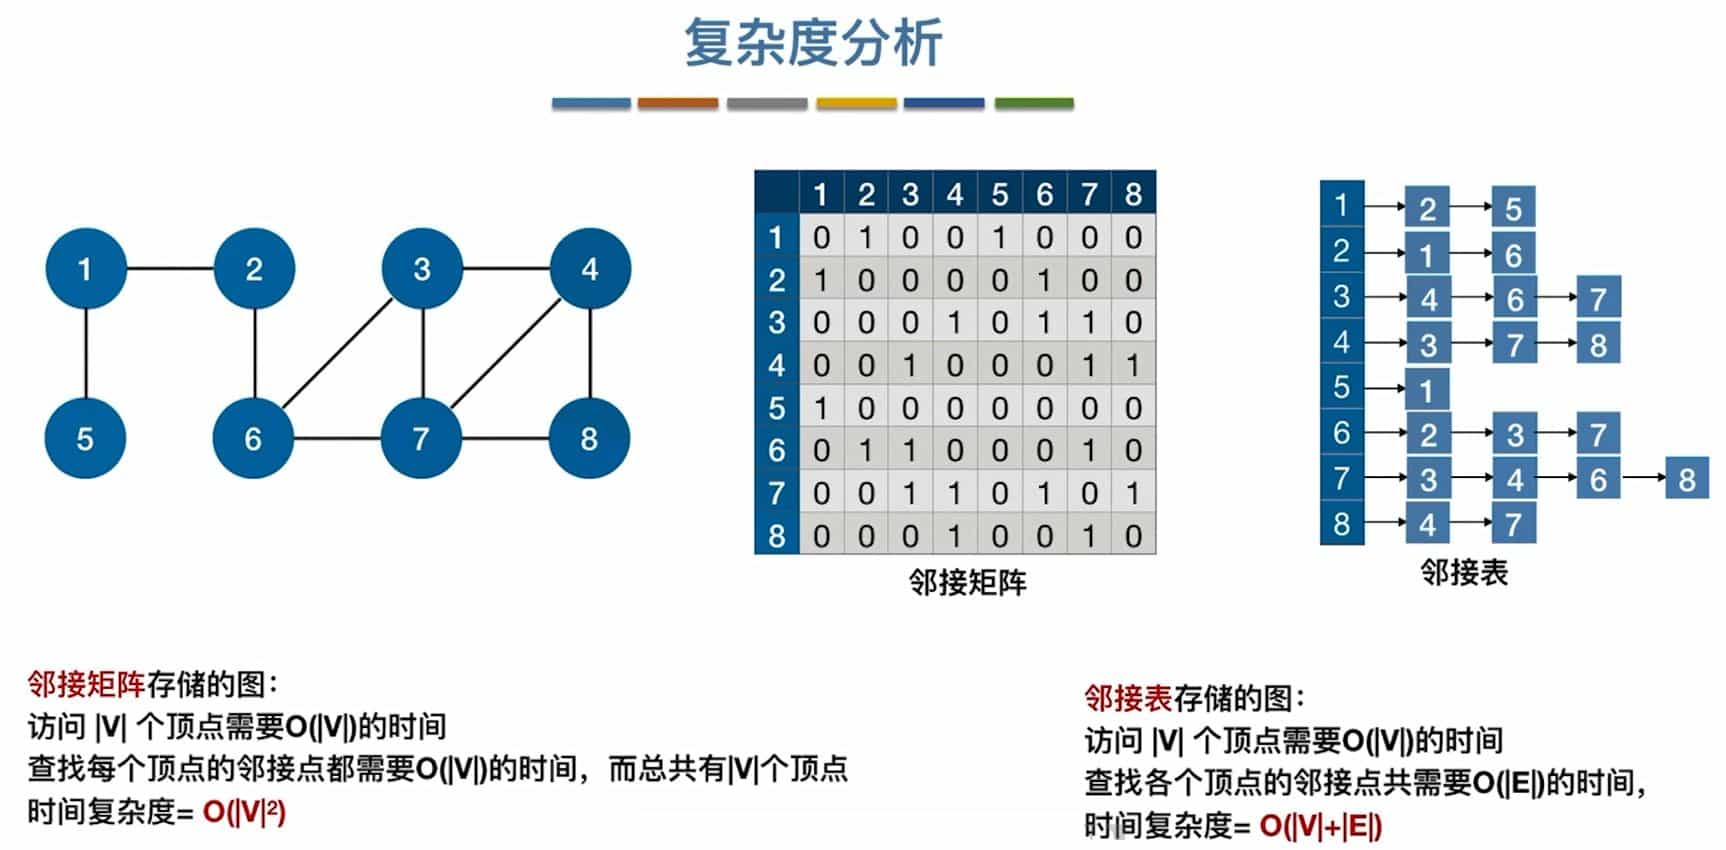 复杂度分析
1 2 3 4
5 6 7 8
1 2 3 4 5 6 7 8
1 0 1 0 0 1 0 0 0
2 1 0 0 0 0 1 0 0
3 0 0 0 1 0 1 1 0
4 0 0 1 0 0 0 1 1
5 1 0 0 0 0 0 0 0
6 0 1 1 0 0 0 1 0
7 0 0 1 1 0 1 0 1
8 0 0 0 1 0 0 1 0
邻接矩阵
1 2 5
2 1 6
3 4 6 7
4 3 7 8
5 1
6 2 3 7
7 3 4 6 8
8 4 7
邻接表
邻接矩阵存储的图：
访问 |V| 个顶点需要O(|V|)的时间
查找每个顶点的邻接点都需要O(|V|)的时间，而总共有|V|个顶点
时间复杂度= O(|V|²)
邻接表存储的图：
访问 |V| 个顶点需要O(|V|)的时间
查找各个顶点的邻接点共需要O(|E|)的时间，
时间复杂度= O(|V|+|E|)